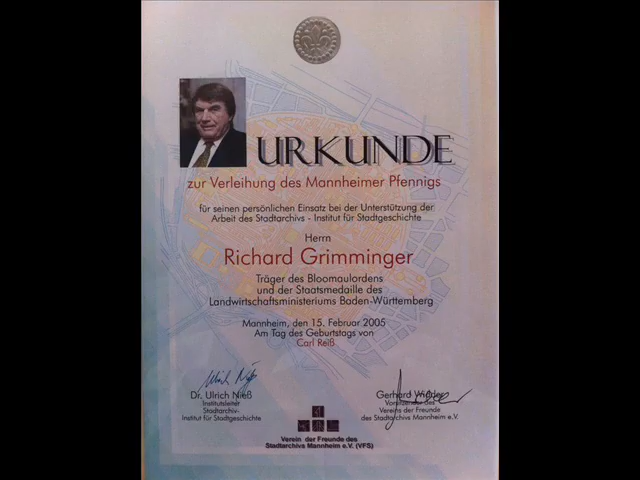 URKUNDE
zur Verleihung des Mannheimer Pfennigs
für seinen persönlichen Einsatz bei der Unterstützung der
Arbeit des Stadtarchivs - Institut für Stadtgeschichte
Herrn
Richard Grimminger
Träger des Bloomaulordens
und der Staatsmedaille des
Landwirtschaftsministeriums Baden-Württemberg
Mannheim, den 15. Februar 2005
Am Tag des Geburtstags von
Carl Reiß
Ulrich Nieß
Dr. Ulrich Nieß
Institutsleiter
Stadtarchiv-
Institut für Stadtgeschichte
Gerhard Widder
Vorsitzender des
Vereins der Freunde
des Stadtarchivs Mannheim e.V.
Verein der Freunde des
Stadtarchivs Mannheim e.V. (VFS)